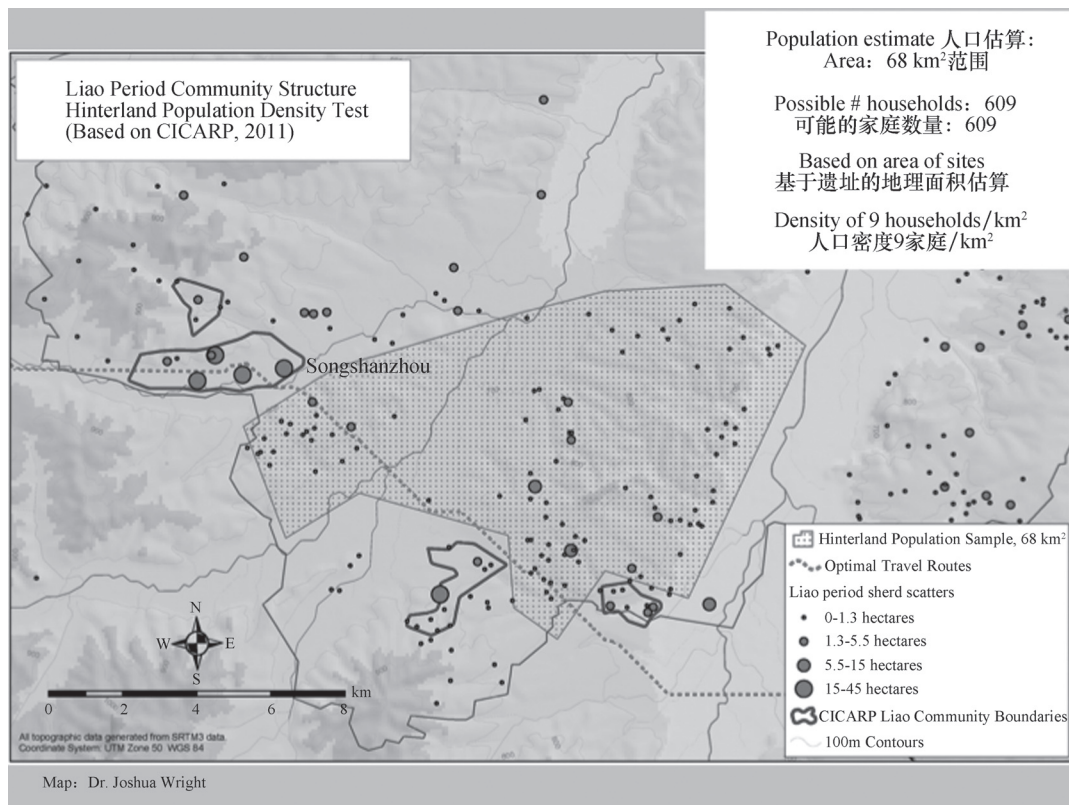 Liao Period Community Structure
Hinterland Population Density Test
(Based on CICARP, 2011)
Population estimate 人口估算:
Area: 68 km²范围
Possible # households: 609
可能的家庭数量: 609
Based on area of sites
基于遗址的地理面积估算
Density of 9 households/km²
人口密度9家庭/km²
Songshanzhou
Hinterland Population Sample, 68 km²
Optimal Travel Routes
Liao period sherd scatters
0-1.3 hectares
1.3-5.5 hectares
5.5-15 hectares
15-45 hectares
CICARP Liao Community Boundaries
100m Contours
N
W E
S
km
0 2 4 6 8
All topographic data generated from SRTM3 data.
Coordinate System: UTM Zone 50 WGS 84
Map: Dr. Joshua Wright